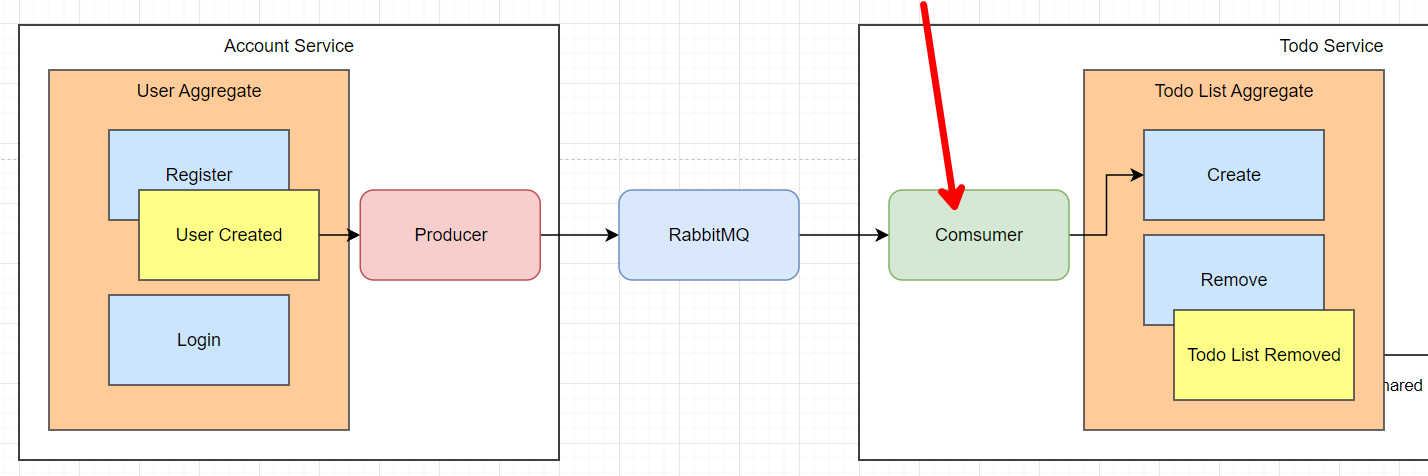 Account Service
User Aggregate
Register
User Created
Login
Producer
RabbitMQ
Todo Service
Comsumer
Todo List Aggregate
Create
Remove
Todo List Removed